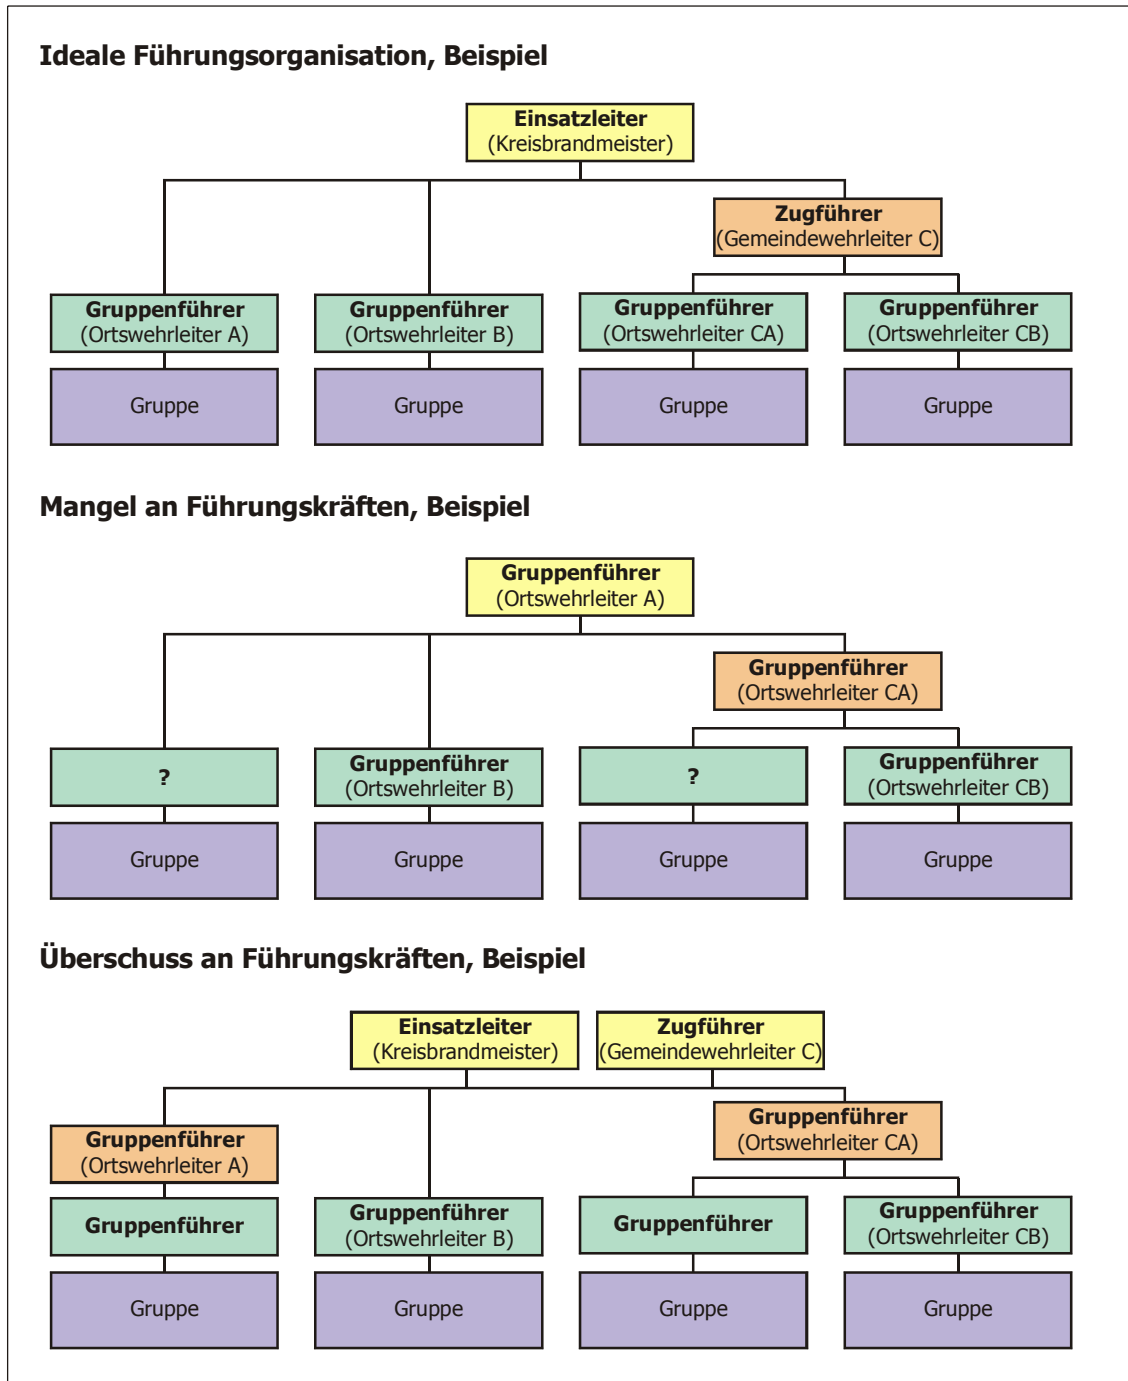 Ideale Führungsorganisation, Beispiel
Einsatzleiter
(Kreisbrandmeister)
Zugführer
(Gemeindewehrleiter C)
Gruppenführer
(Ortswehrleiter A)
Gruppenführer
(Ortswehrleiter B)
Gruppenführer
(Ortswehrleiter CA)
Gruppenführer
(Ortswehrleiter CB)
Gruppe
Gruppe
Gruppe
Gruppe
Mangel an Führungskräften, Beispiel
Gruppenführer
(Ortswehrleiter A)
Gruppenführer
(Ortswehrleiter CA)
?
Gruppenführer
(Ortswehrleiter B)
?
Gruppenführer
(Ortswehrleiter CB)
Gruppe
Gruppe
Gruppe
Gruppe
Überschuss an Führungskräften, Beispiel
Einsatzleiter
(Kreisbrandmeister)
Zugführer
(Gemeindewehrleiter C)
Gruppenführer
(Ortswehrleiter A)
Gruppenführer
(Ortswehrleiter CA)
Gruppenführer
Gruppenführer
(Ortswehrleiter B)
Gruppenführer
Gruppenführer
(Ortswehrleiter CB)
Gruppe
Gruppe
Gruppe
Gruppe